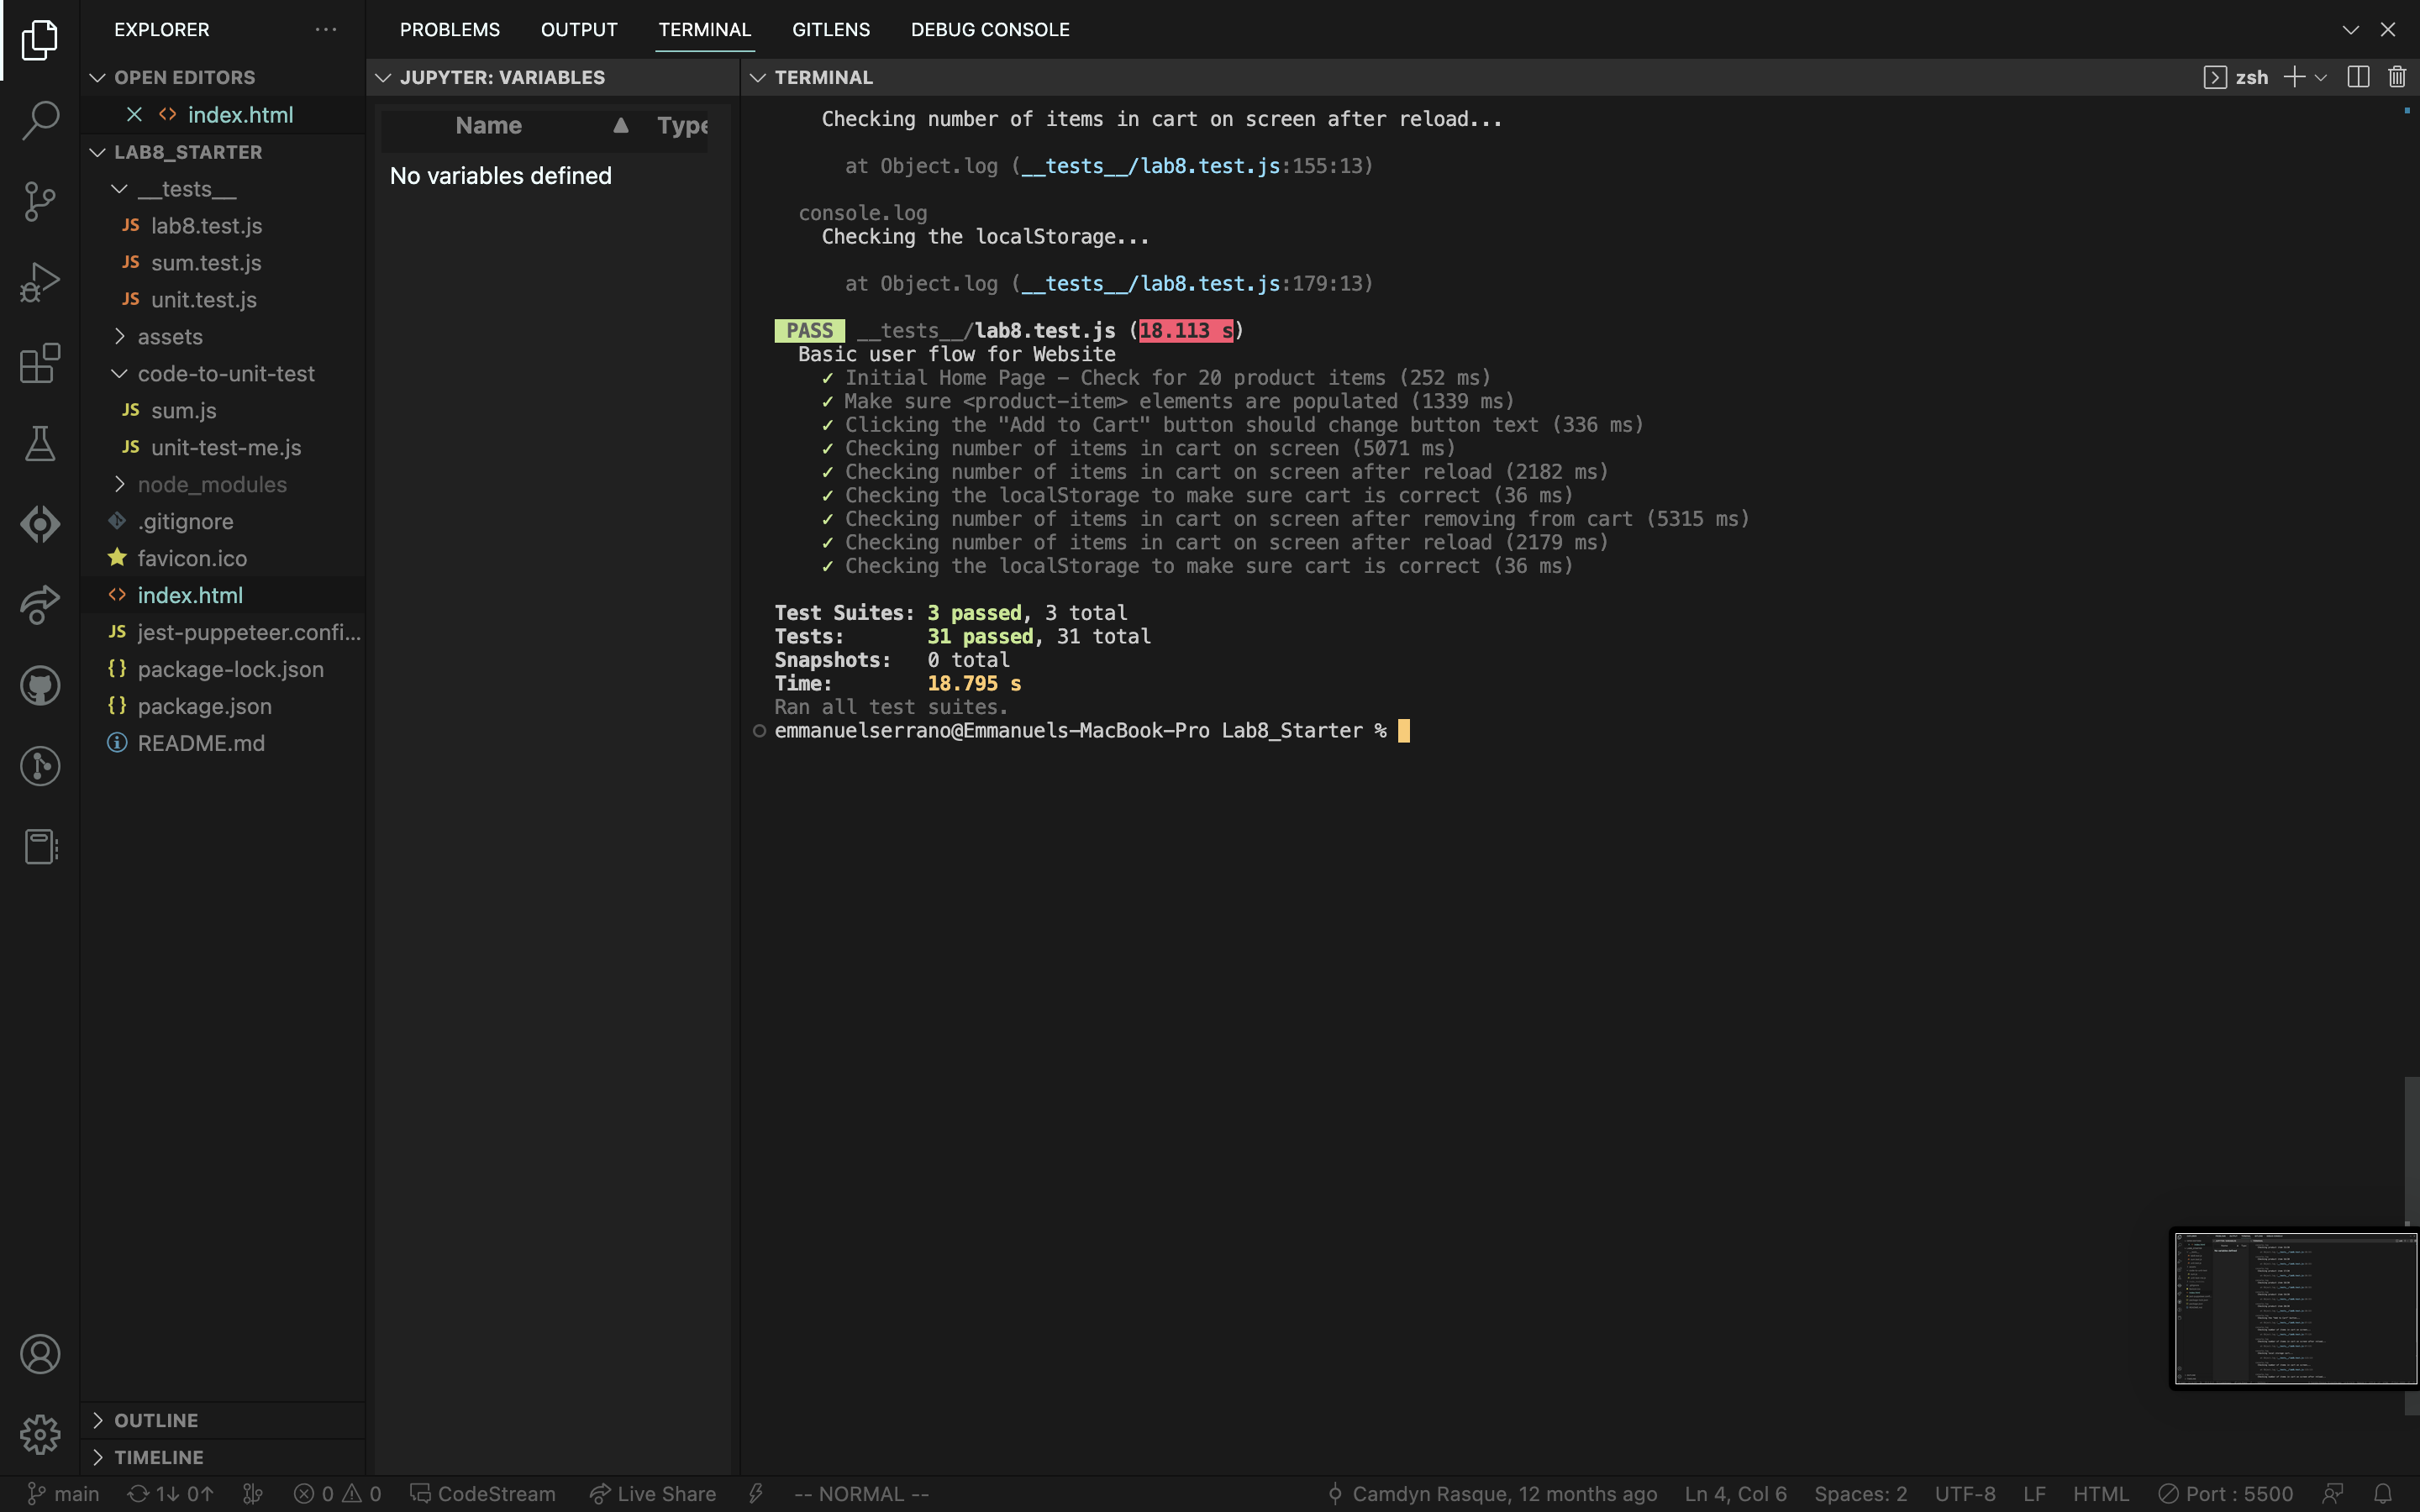 EXPLORER
PROBLEMS OUTPUT TERMINAL GITLENS DEBUG CONSOLE
OPEN EDITORS
index.html
LAB8_STARTER
__tests__
JS lab8.test.js
JS sum.test.js
JS unit.test.js
assets
code-to-unit-test
JS sum.js
JS unit-test-me.js
node_modules
.gitignore
favicon.ico
index.html
JS jest-puppeteer.confi...
{} package-lock.json
{} package.json
README.md
OUTLINE
TIMELINE
JUPYTER: VARIABLES
Name Type
No variables defined
TERMINAL
zsh
Checking number of items in cart on screen after reload...
at Object.log (__tests__/lab8.test.js:155:13)
console.log
Checking the localStorage...
at Object.log (__tests__/lab8.test.js:179:13)
PASS __tests__/lab8.test.js (18.113 s)
Basic user flow for Website
✓ Initial Home Page - Check for 20 product items (252 ms)
✓ Make sure <product-item> elements are populated (1339 ms)
✓ Clicking the "Add to Cart" button should change button text (336 ms)
✓ Checking number of items in cart on screen (5071 ms)
✓ Checking number of items in cart on screen after reload (2182 ms)
✓ Checking the localStorage to make sure cart is correct (36 ms)
✓ Checking number of items in cart on screen after removing from cart (5315 ms)
✓ Checking number of items in cart on screen after reload (2179 ms)
✓ Checking the localStorage to make sure cart is correct (36 ms)
Test Suites: 3 passed, 3 total
Tests: 31 passed, 31 total
Snapshots: 0 total
Time: 18.795 s
Ran all test suites.
emmanuelserrano@Emmanuels-MacBook-Pro Lab8_Starter %
main 1↓ 0↑ 0 0 CodeStream Live Share -- NORMAL -- Camdyn Rasque, 12 months ago Ln 4, Col 6 Spaces: 2 UTF-8 LF HTML Port : 5500